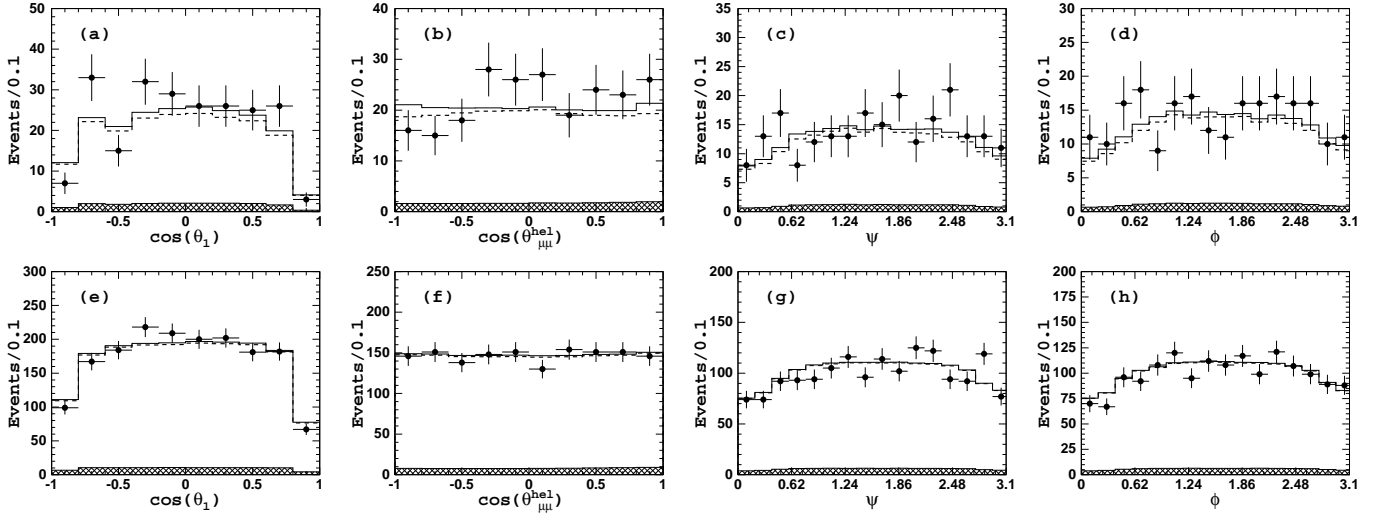 Events/0.1
(a)
50
40
30
20
10
0
-1 -0.5 0 0.5 1
cos(θ₁)
Events/0.1
(b)
40
30
20
10
0
-1 -0.5 0 0.5 1
cos(θ^hel_μμ)
Events/0.1
(c)
35
30
25
20
15
10
5
0
0 0.62 1.24 1.86 2.48 3.1
ψ
Events/0.1
(d)
30
25
20
15
10
5
0
0 0.62 1.24 1.86 2.48 3.1
ϕ
Events/0.1
(e)
300
250
200
150
100
50
0
-1 -0.5 0 0.5 1
cos(θ₁)
Events/0.1
(f)
250
200
150
100
50
0
-1 -0.5 0 0.5 1
cos(θ^hel_μμ)
Events/0.1
(g)
200
150
100
50
0
0 0.62 1.24 1.86 2.48 3.1
ψ
Events/0.1
(h)
200
175
150
125
100
75
50
25
0
0 0.62 1.24 1.86 2.48 3.1
ϕ